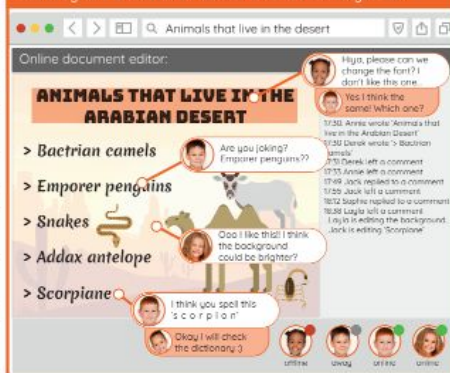 Animals that live in the desert
Online document editor:
ANIMALS THAT LIVE IN THE
ARABIAN DESERT
> Bactrian camels
> Emporer penguins
> Snakes
> Addax antelope
> Scorpiane
Hiya, please can we
change the font? I
don't like this one...
Yes I think the
same! Which one?
Are you joking?
Emporer penguins??
Ooo I like this!! I think
the background
could be brighter?
I think you spell this
's c o r p i o n'
Okay I will check
the dictionary :)
17:30 Annie wrote 'Animals that
live in the Arabian Desert'
17:30 Derek wrote '> Bactrian
camels'
17:31 Derek left a comment
17:33 Annie left a comment
17:49 Jack replied to a comment
17:55 Jack left a comment
18:12 Sophie replied to a comment
18:38 Layla left a comment
Layla is editing the background...
Jack is editing 'Scorpiane'
offline
away
online
online